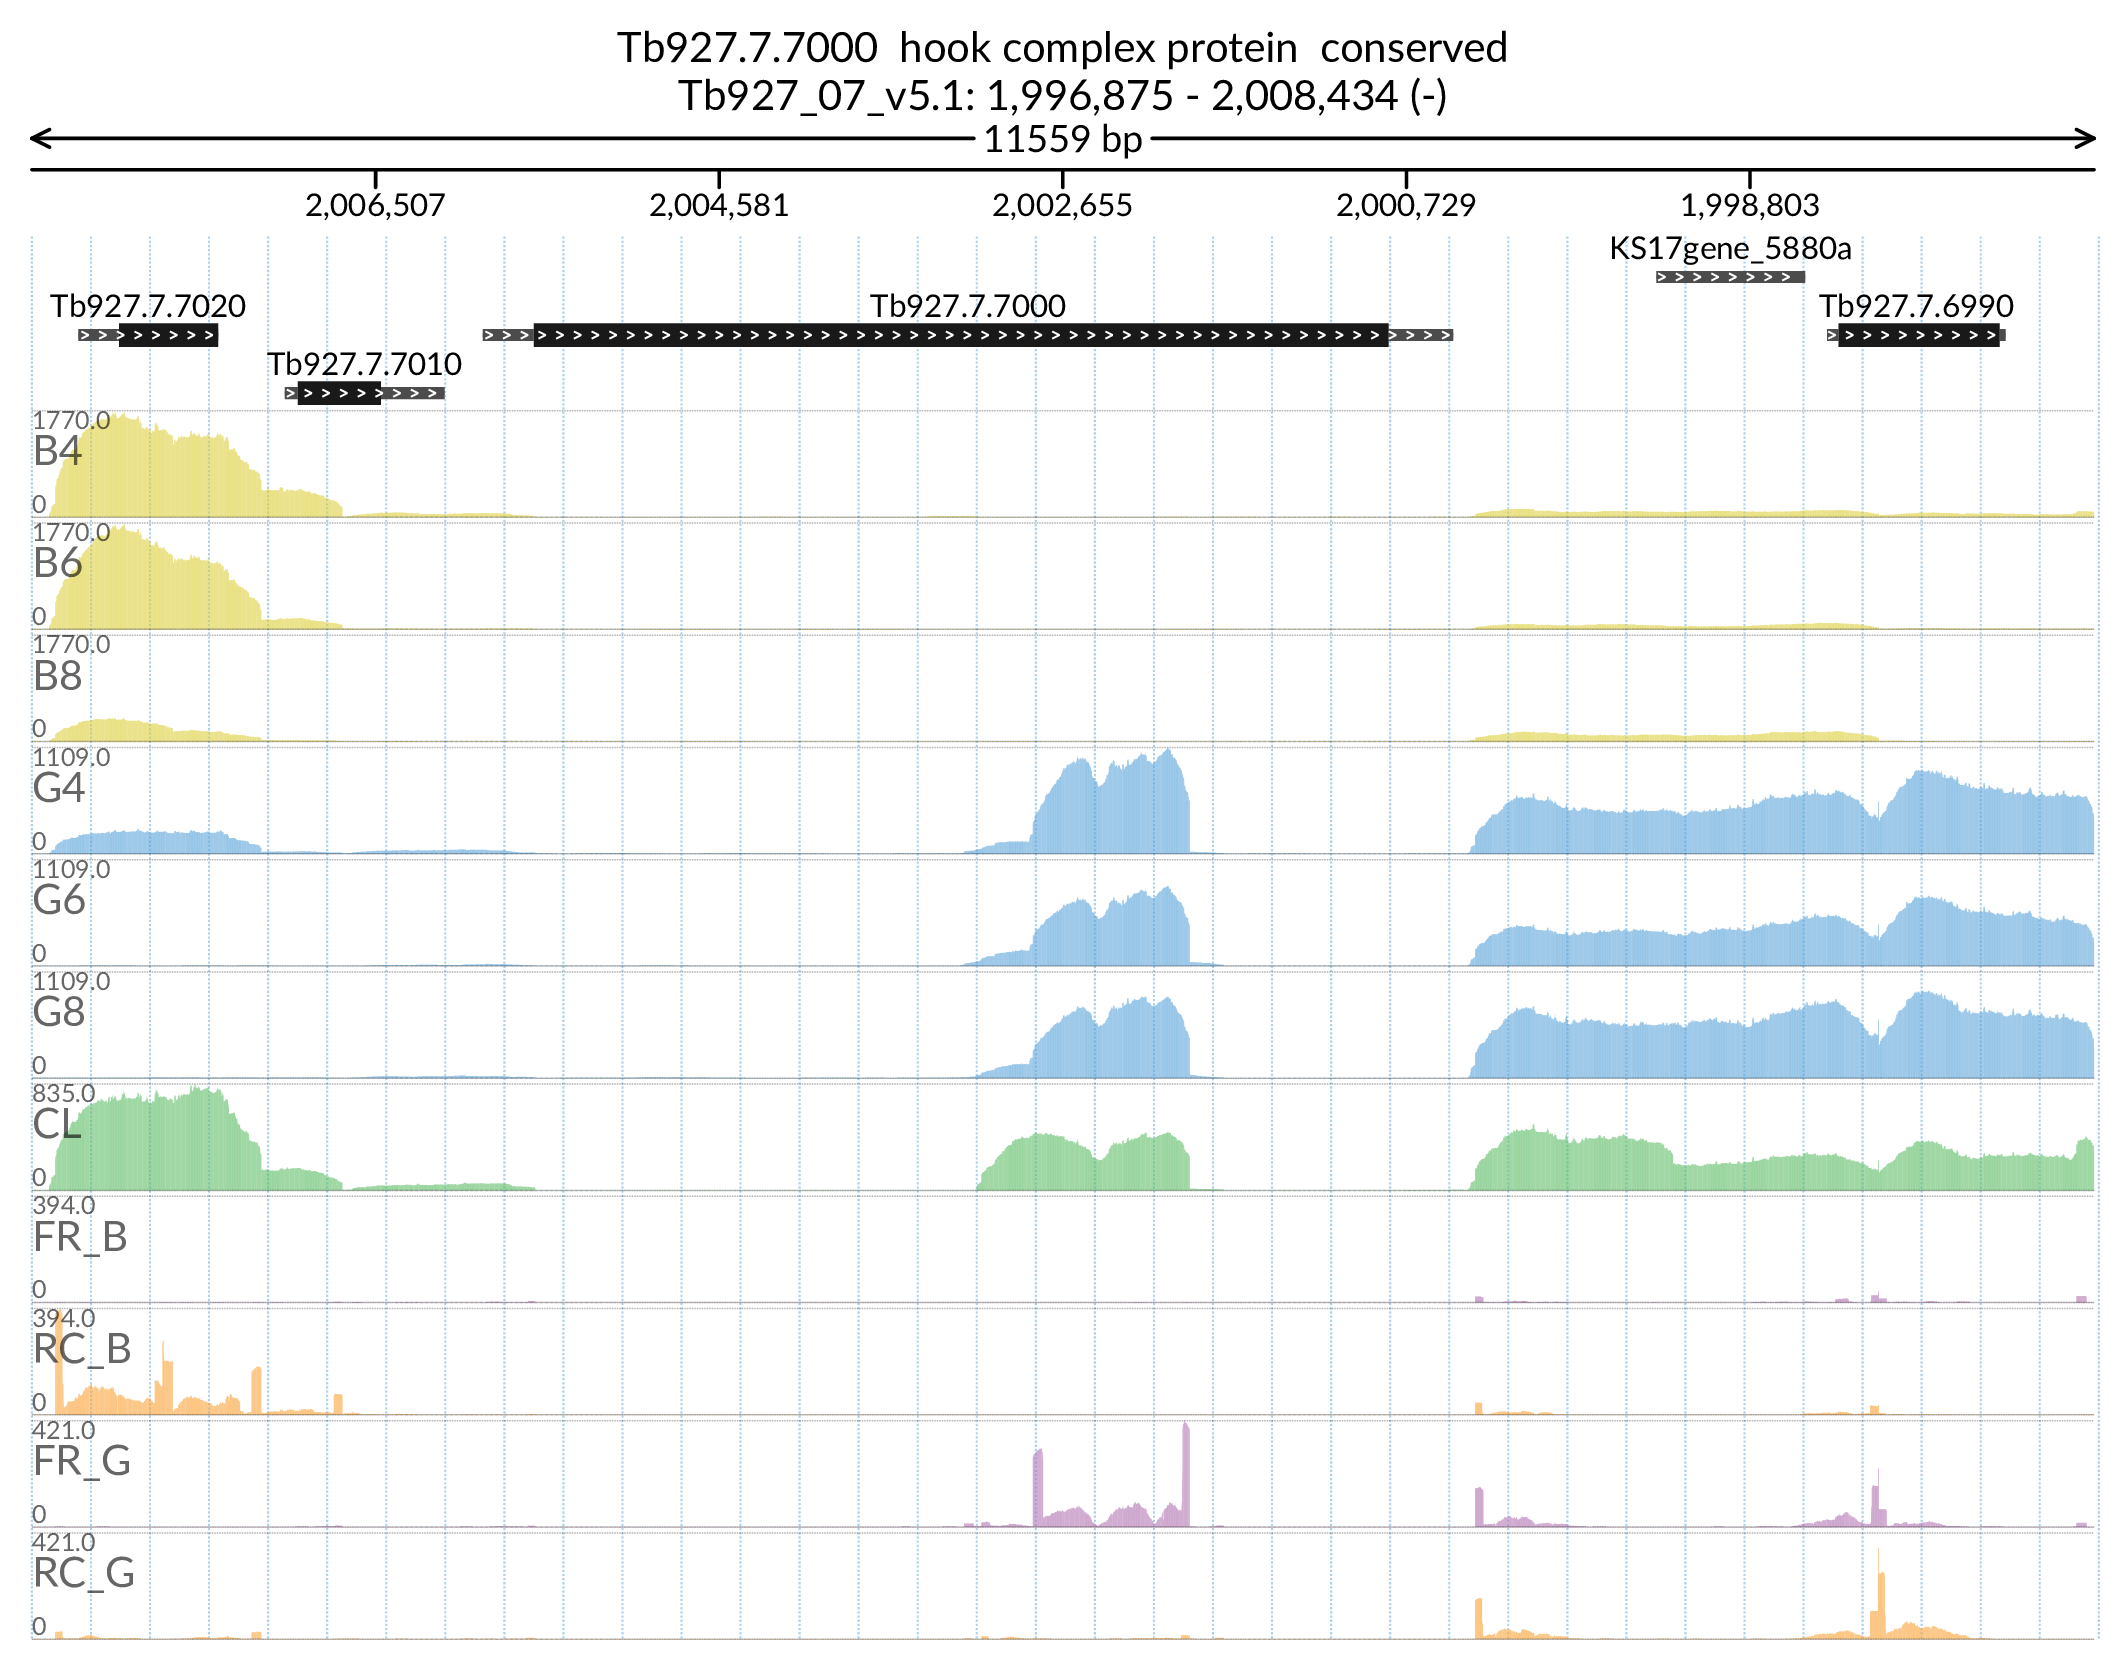 Tb927.7.7000 hook complex protein conserved
Tb927_07_v5.1: 1,996,875 - 2,008,434 (-)
11559 bp
2,006,507 2,004,581 2,002,655 2,000,729 1,998,803
KS17gene_5880a
Tb927.7.7020 Tb927.7.7000 Tb927.7.6990
Tb927.7.7010
1770.0
B4
0
1770.0
B6
0
1770.0
B8
0
1109.0
G4
0
1109.0
G6
0
1109.0
G8
0
835.0
CL
0
394.0
FR_B
0
394.0
RC_B
0
421.0
FR_G
0
421.0
RC_G
0